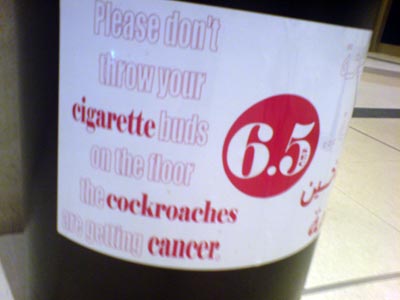 Please don't
throw your
cigarette buds
on the floor
the cockroaches
are getting cancer.
6.5